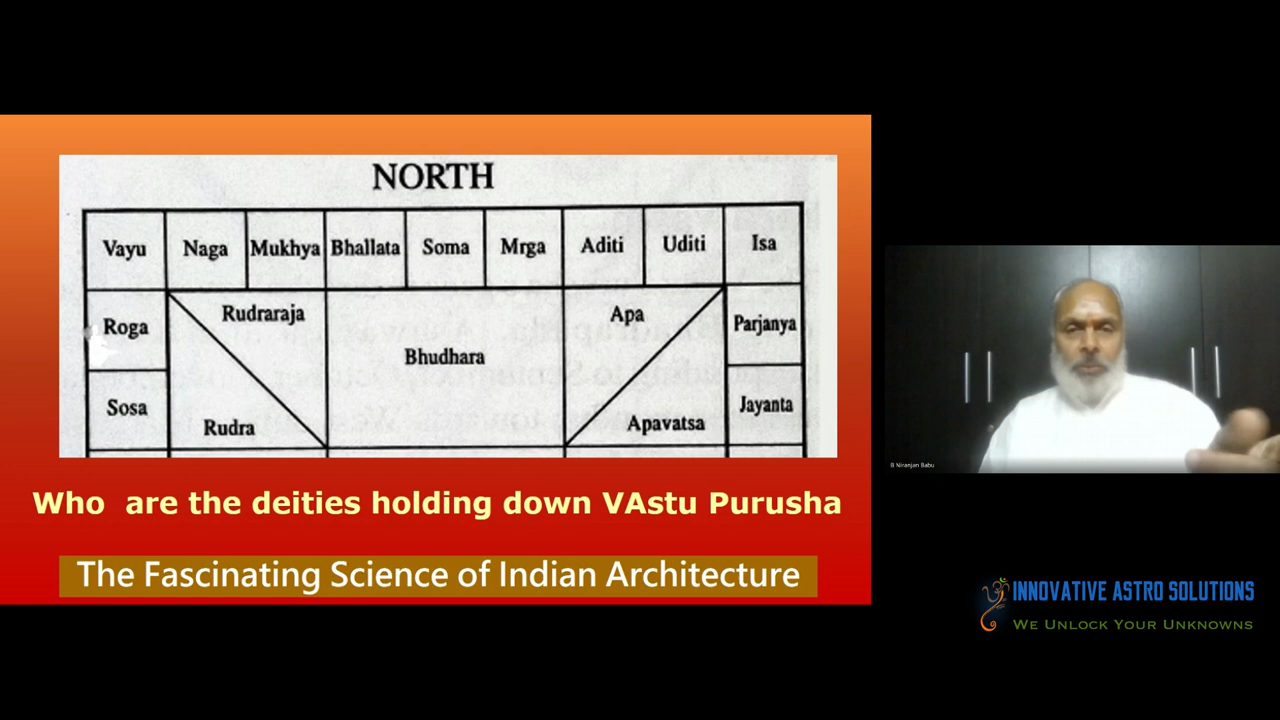 NORTH
Vayu Naga Mukhya Bhallata Soma Mrga Aditi Uditi Isa
Roga Rudraraja Bhudhara Apa Parjanya
Sosa Rudra Apavatsa Jayanta
Who are the deities holding down VAstu Purusha
The Fascinating Science of Indian Architecture
B Niranjan Babu
INNOVATIVE ASTRO SOLUTIONS
WE UNLOCK YOUR UNKNOWNS